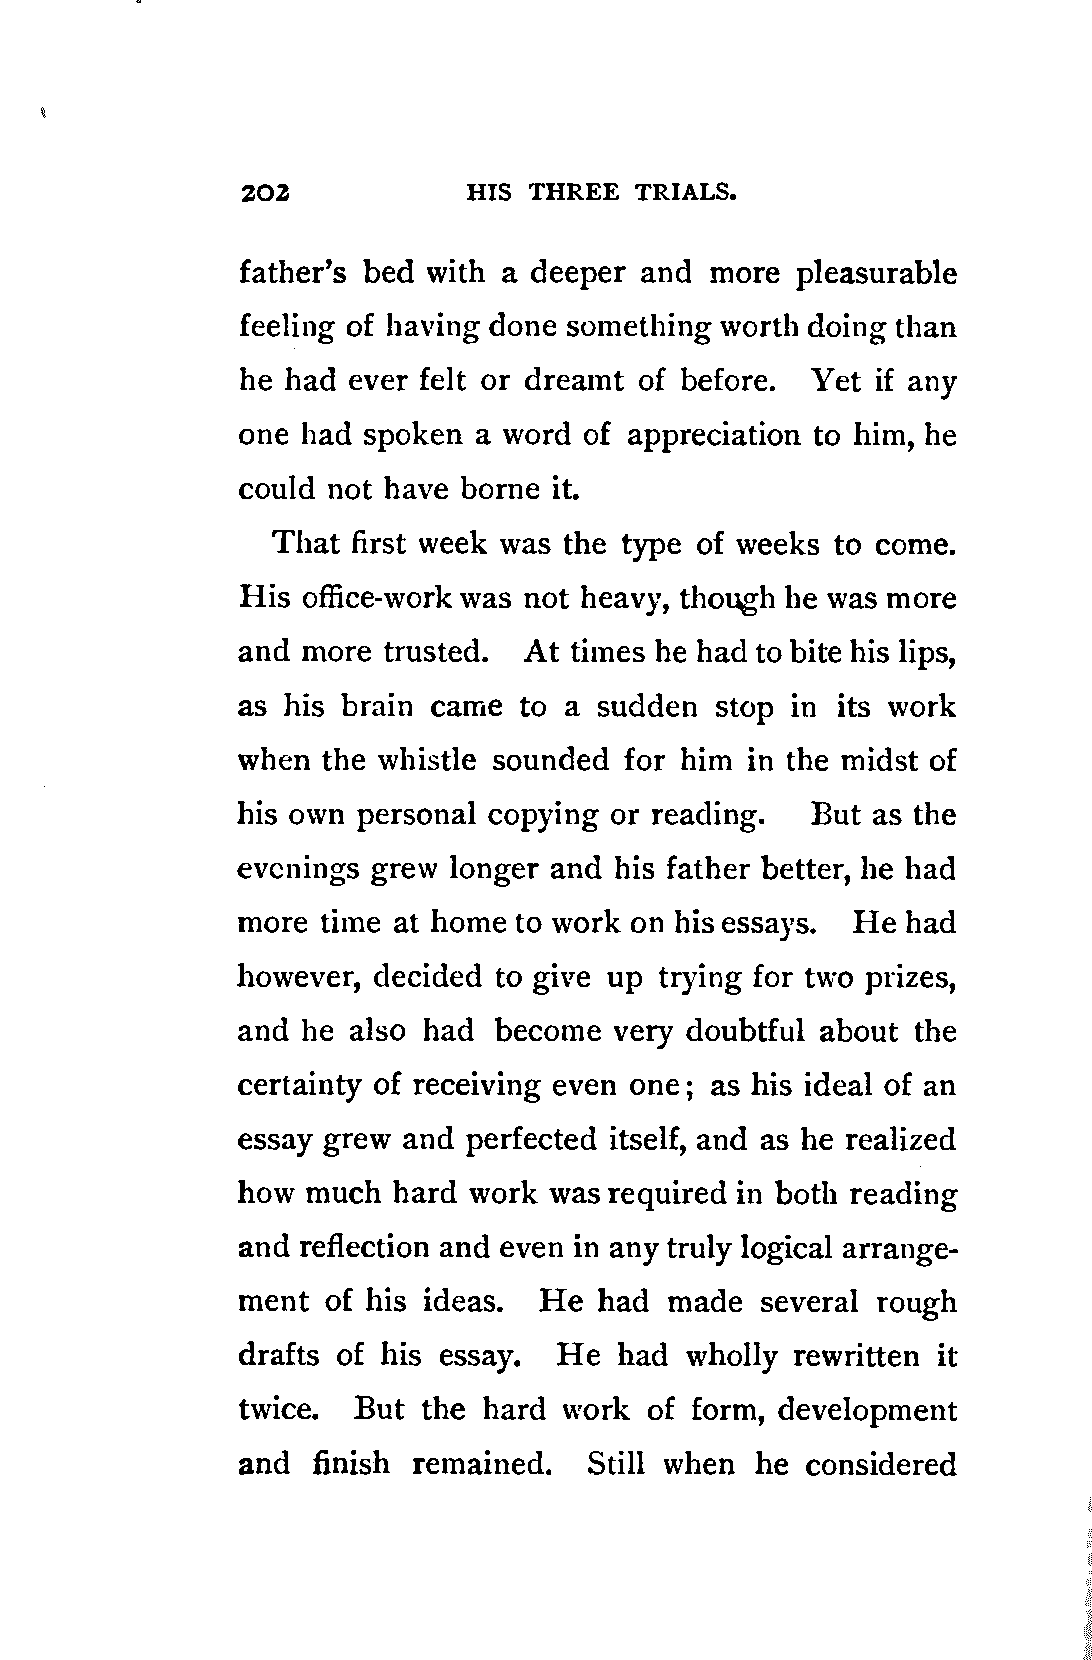 202 HIS THREE TRIALS.
father's bed with a deeper and more pleasurable
feeling of having done something worth doing than
he had ever felt or dreamt of before. Yet if any
one had spoken a word of appreciation to him, he
could not have borne it.
That first week was the type of weeks to come.
His office-work was not heavy, though he was more
and more trusted. At times he had to bite his lips,
as his brain came to a sudden stop in its work
when the whistle sounded for him in the midst of
his own personal copying or reading. But as the
evenings grew longer and his father better, he had
more time at home to work on his essays. He had
however, decided to give up trying for two prizes,
and he also had become very doubtful about the
certainty of receiving even one; as his ideal of an
essay grew and perfected itself, and as he realized
how much hard work was required in both reading
and reflection and even in any truly logical arrange-
ment of his ideas. He had made several rough
drafts of his essay. He had wholly rewritten it
twice. But the hard work of form, development
and finish remained. Still when he considered